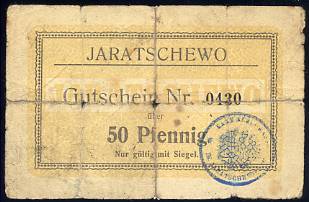 JARATSCHEWO
Gutschein Nr. 0430
über
50 Pfennig
Nur gültig mit Siegel.